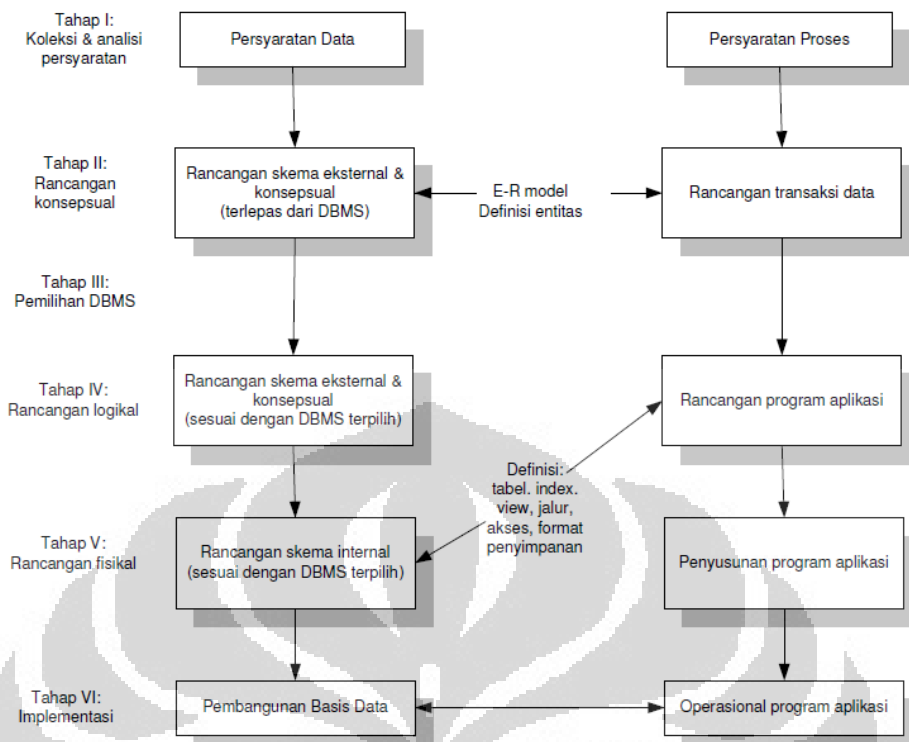 Tahap I:
Koleksi & analisi
persyaratan
Persyaratan Data
Persyaratan Proses
Tahap II:
Rancangan
konsepsual
Rancangan skema eksternal &
konsepsual
(terlepas dari DBMS)
E-R model
Definisi entitas
Rancangan transaksi data
Tahap III:
Pemilihan DBMS
Tahap IV:
Rancangan logikal
Rancangan skema eksternal &
konsepsual
(sesuai dengan DBMS terpilih)
Rancangan program aplikasi
Definisi:
tabel. index.
view, jalur,
akses, format
penyimpanan
Tahap V:
Rancangan fisikal
Rancangan skema internal
(sesuai dengan DBMS terpilih)
Penyusunan program aplikasi
Tahap VI:
Implementasi
Pembangunan Basis Data
Operasional program aplikasi